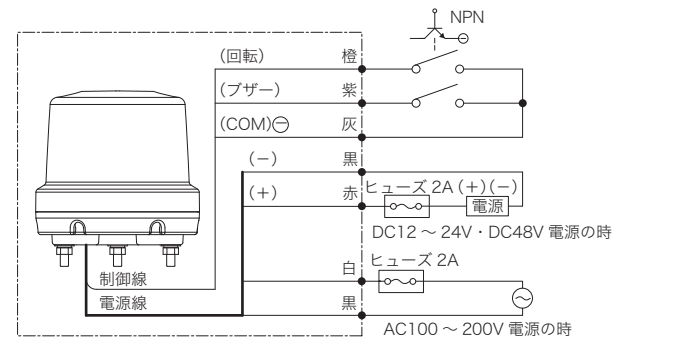 NPN
（回転） 橙
（ブザー） 紫
（COM）⊖ 灰
（−） 黒
（＋） 赤 ヒューズ 2A（＋）（−）
電源
DC12 ～ 24V・DC48V 電源の時
白 ヒューズ 2A
制御線
電源線 黒
AC100 ～ 200V 電源の時